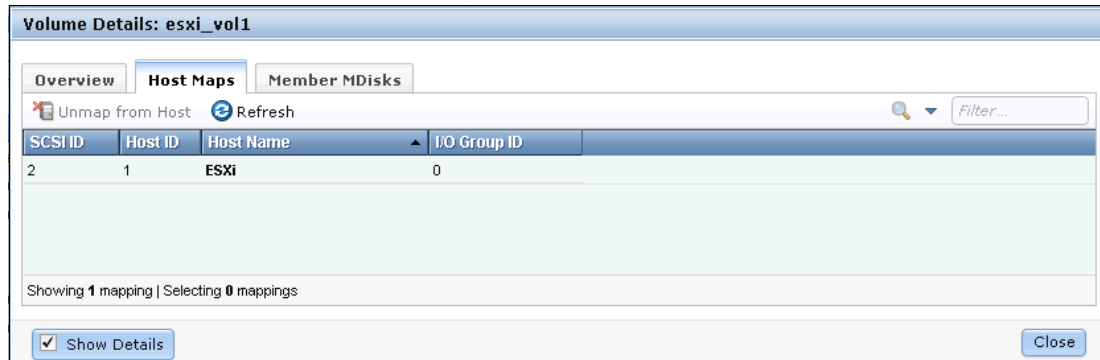 Volume Details: esxi_vol1
Overview Host Maps Member MDisks
Unmap from Host Refresh Filter...
SCSI ID Host ID Host Name I/O Group ID
2 1 ESXi 0
Showing 1 mapping | Selecting 0 mappings
Show Details Close